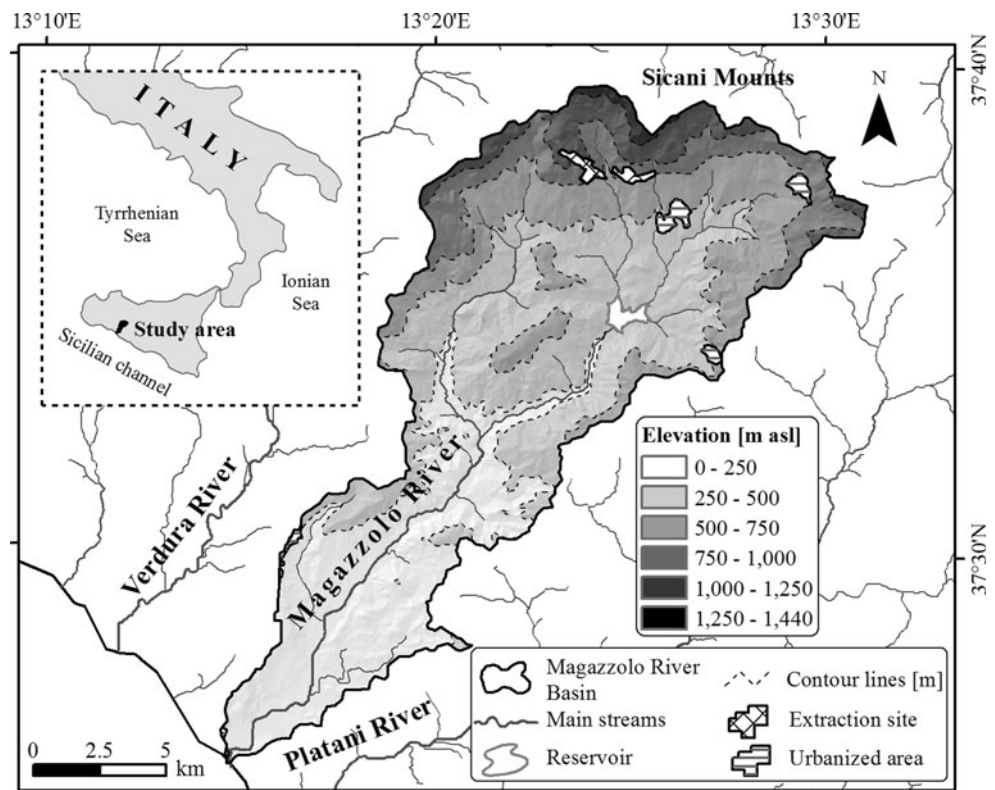 13°10'E
13°20'E
13°30'E
37°40'N
37°30'N
Sicani Mounts
N
ITALY
Tyrrhenian
Sea
Ionian
Sea
Study area
Sicilian channel
Verdura River
Magazzolo River
Platani River
Elevation [m asl]
0 - 250
250 - 500
500 - 750
750 - 1,000
1,000 - 1,250
1,250 - 1,440
Magazzolo River
Basin
Main streams
Reservoir
Contour lines [m]
Extraction site
Urbanized area
0 2.5 5
km